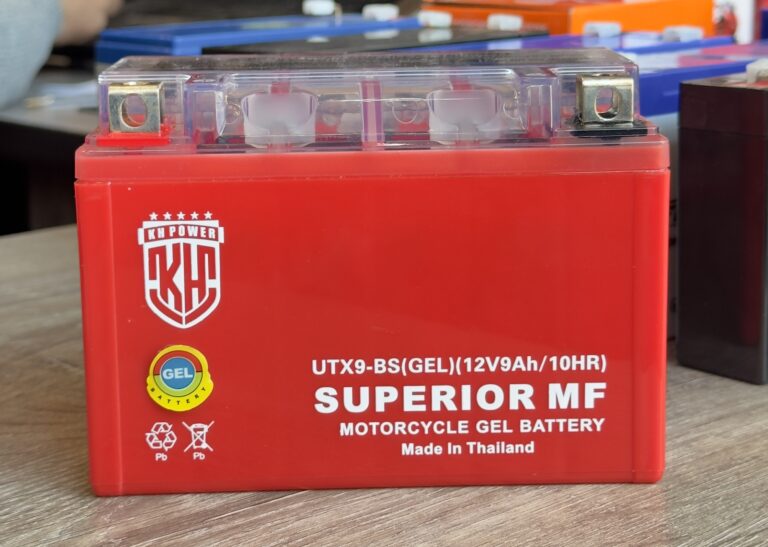 ★★★★★
KH POWER
KH
GEL
BATTERY
Pb Pb
UTX9-BS(GEL)(12V9Ah/10HR)
SUPERIOR MF
MOTORCYCLE GEL BATTERY
Made In Thailand